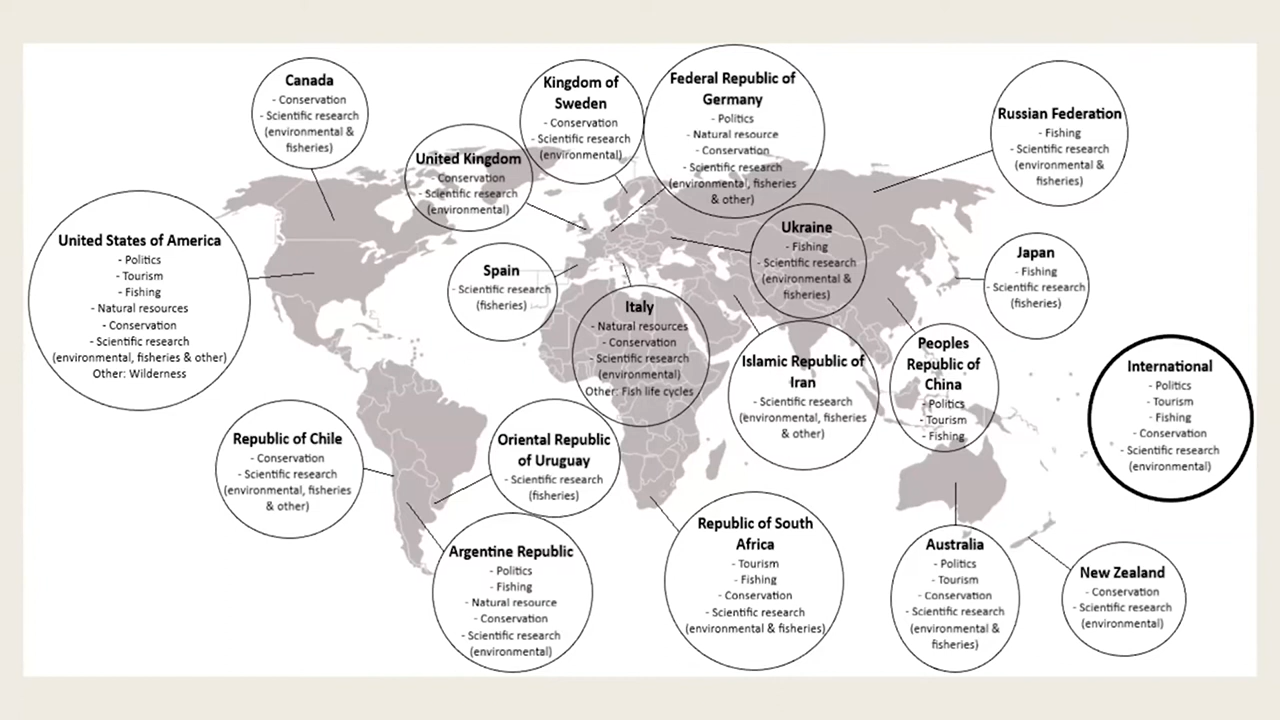 Canada
- Conservation
- Scientific research
(environmental &
fisheries)
Kingdom of
Sweden
- Conservation
- Scientific research
(environmental)
Federal Republic of
Germany
- Politics
- Natural resource
- Conservation
- Scientific research
(environmental, fisheries
& other)
Russian Federation
- Fishing
- Scientific research
(environmental &
fisheries)
United Kingdom
- Conservation
- Scientific research
(environmental)
United States of America
- Politics
- Tourism
- Fishing
- Natural resources
- Conservation
- Scientific research
(environmental, fisheries & other)
Other: Wilderness
Spain
- Scientific research
(fisheries)
Ukraine
- Fishing
- Scientific research
(environmental &
fisheries)
Japan
- Fishing
- Scientific research
(fisheries)
Italy
- Natural resources
- Conservation
- Scientific research
(environmental)
Other: Fish life cycles
Islamic Republic of
Iran
- Scientific research
(environmental, fisheries
& other)
Peoples
Republic of
China
- Politics
- Tourism
- Fishing
International
- Politics
- Tourism
- Fishing
- Conservation
- Scientific research
(environmental)
Republic of Chile
- Conservation
- Scientific research
(environmental, fisheries
& other)
Oriental Republic
of Uruguay
- Scientific research
(fisheries)
Argentine Republic
- Politics
- Fishing
- Natural resource
- Conservation
- Scientific research
(environmental)
Republic of South
Africa
- Tourism
- Fishing
- Conservation
- Scientific research
(environmental & fisheries)
Australia
- Politics
- Tourism
- Conservation
- Scientific research
(environmental &
fisheries)
New Zealand
- Conservation
- Scientific research
(environmental)